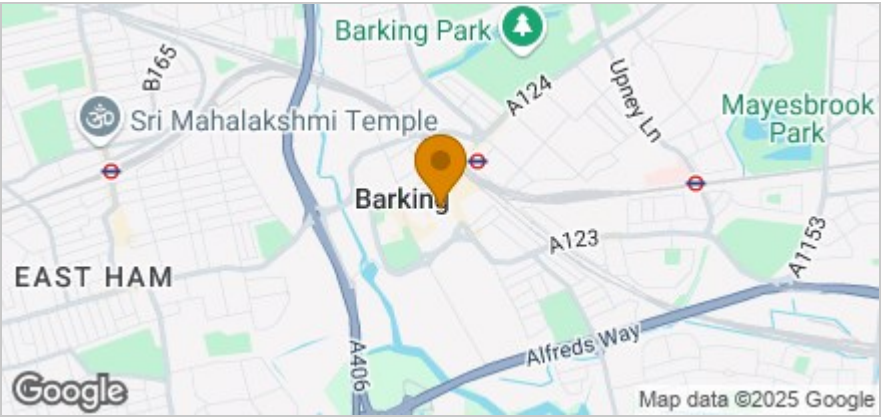 Barking Park
B165
A124
Upney Ln
Mayesbrook
Park
ॐ
Sri Mahalakshmi Temple
Barking
A123
A1153
EAST HAM
Alfreds Way
A406
Google
Map data ©2025 Google